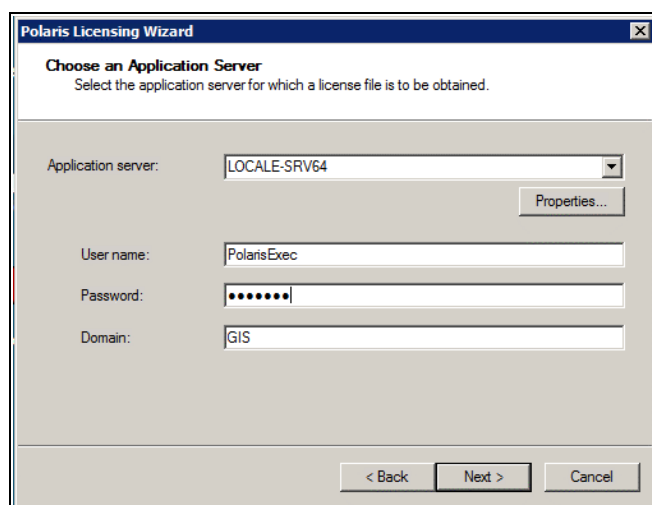 Polaris Licensing Wizard
Choose an Application Server
Select the application server for which a license file is to be obtained.
Application server:
LOCALE-SRV64
Properties...
User name:
PolarisExec
Password:
●●●●●●●
Domain:
GIS
< Back
Next >
Cancel